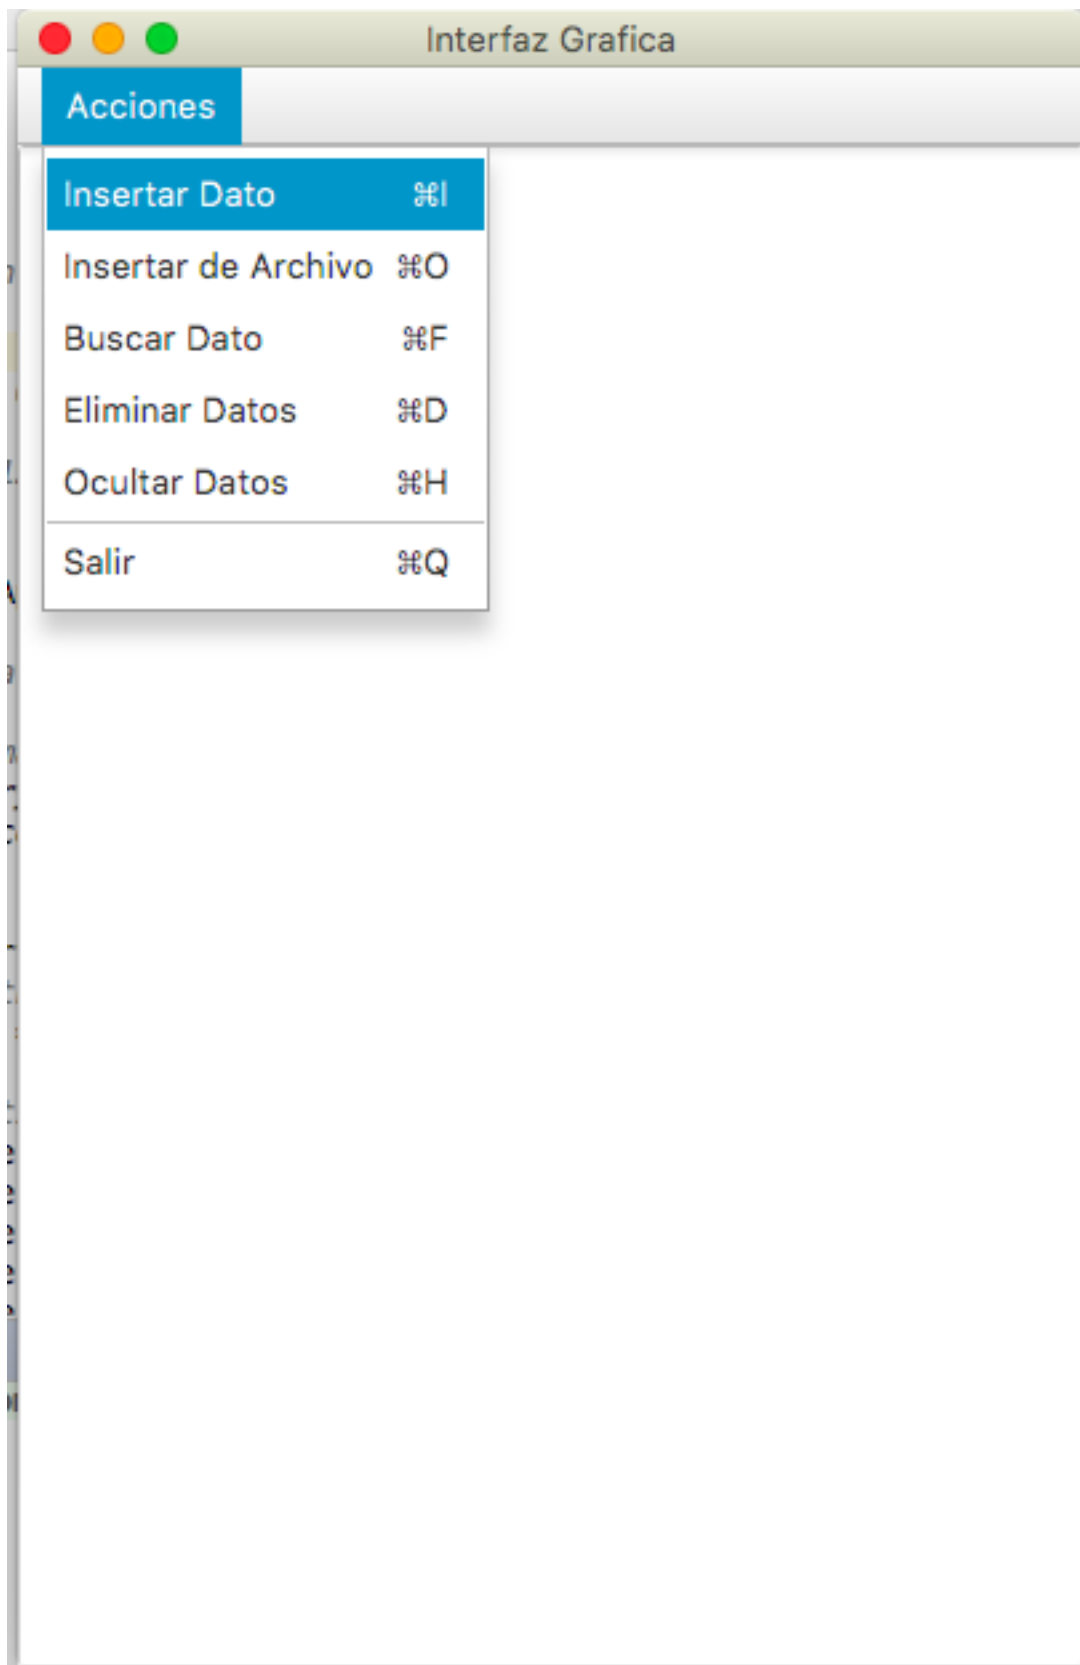 Interfaz Grafica
Acciones
Insertar Dato ⌘I
Insertar de Archivo ⌘O
Buscar Dato ⌘F
Eliminar Datos ⌘D
Ocultar Datos ⌘H
Salir ⌘Q